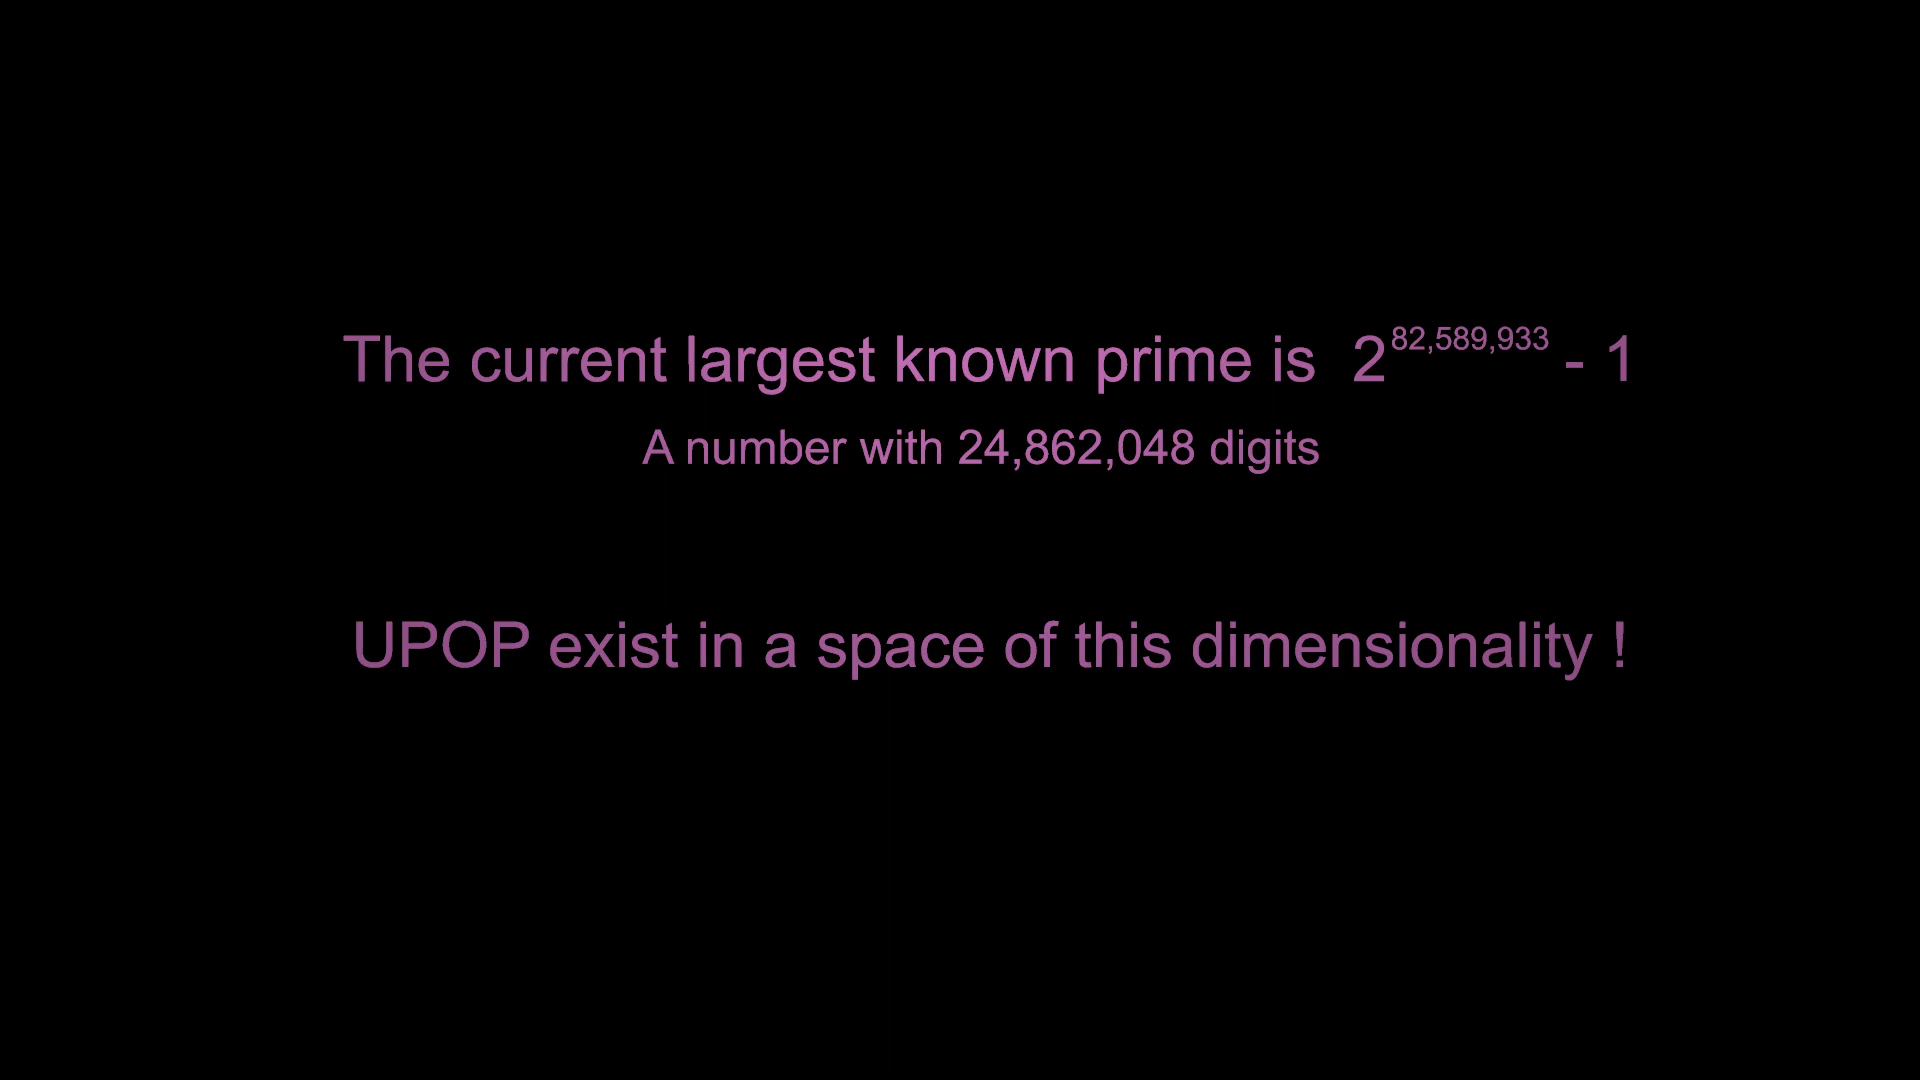 The current largest known prime is 2^82,589,933 - 1
A number with 24,862,048 digits
UPOP exist in a space of this dimensionality !